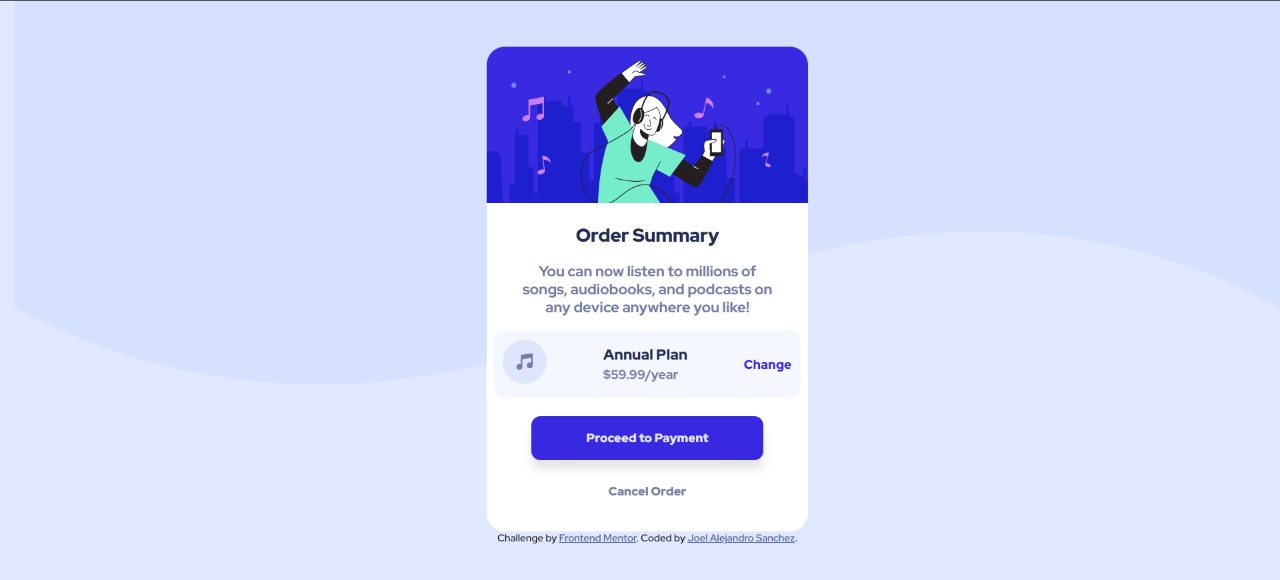 Order Summary
You can now listen to millions of
songs, audiobooks, and podcasts on
any device anywhere you like!
Annual Plan
$59.99/year
Change
Proceed to Payment
Cancel Order
Challenge by Frontend Mentor. Coded by Joel Alejandro Sanchez.